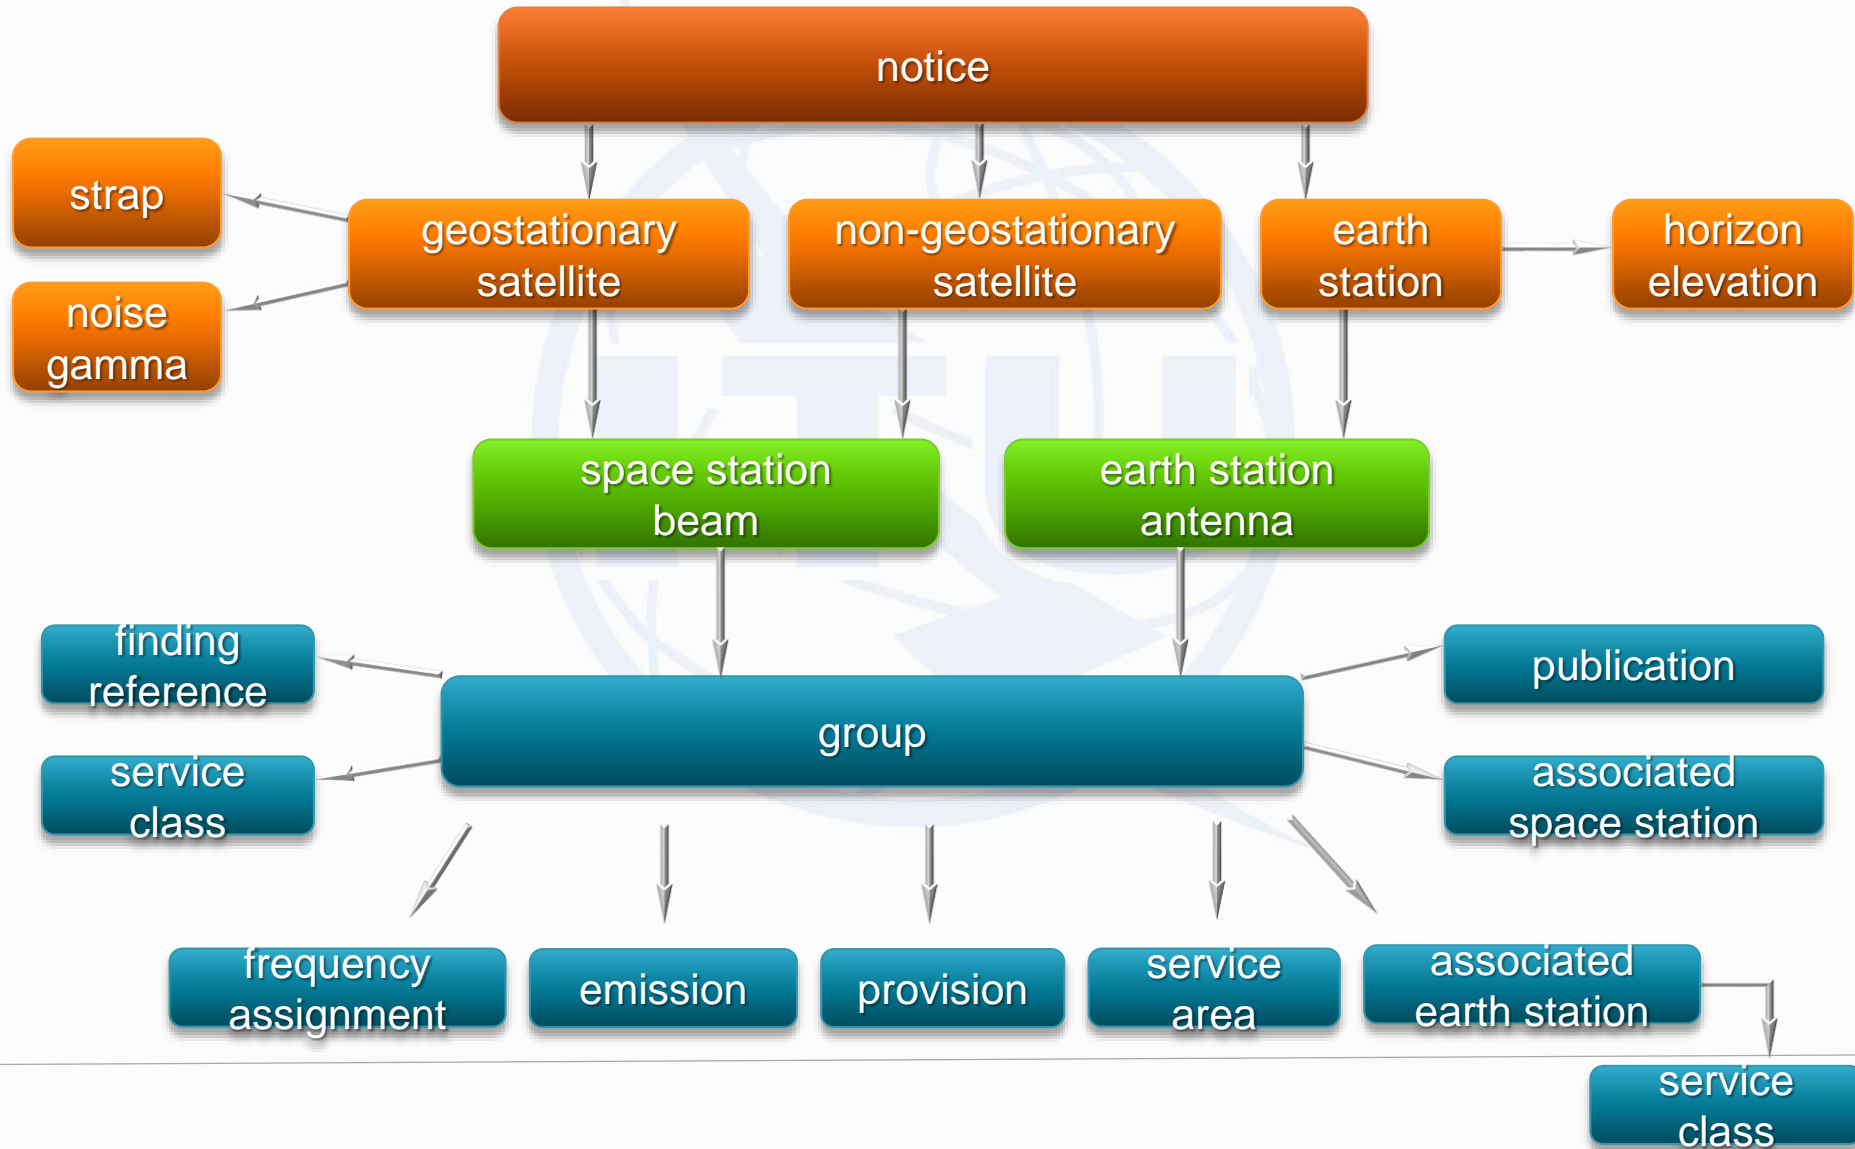 notice
strap
geostationary
satellite
non-geostationary
satellite
earth
station
horizon
elevation
noise
gamma
space station
beam
earth station
antenna
finding
reference
publication
group
service
class
associated
space station
frequency
assignment
emission
provision
service
area
associated
earth station
service
class
ITU